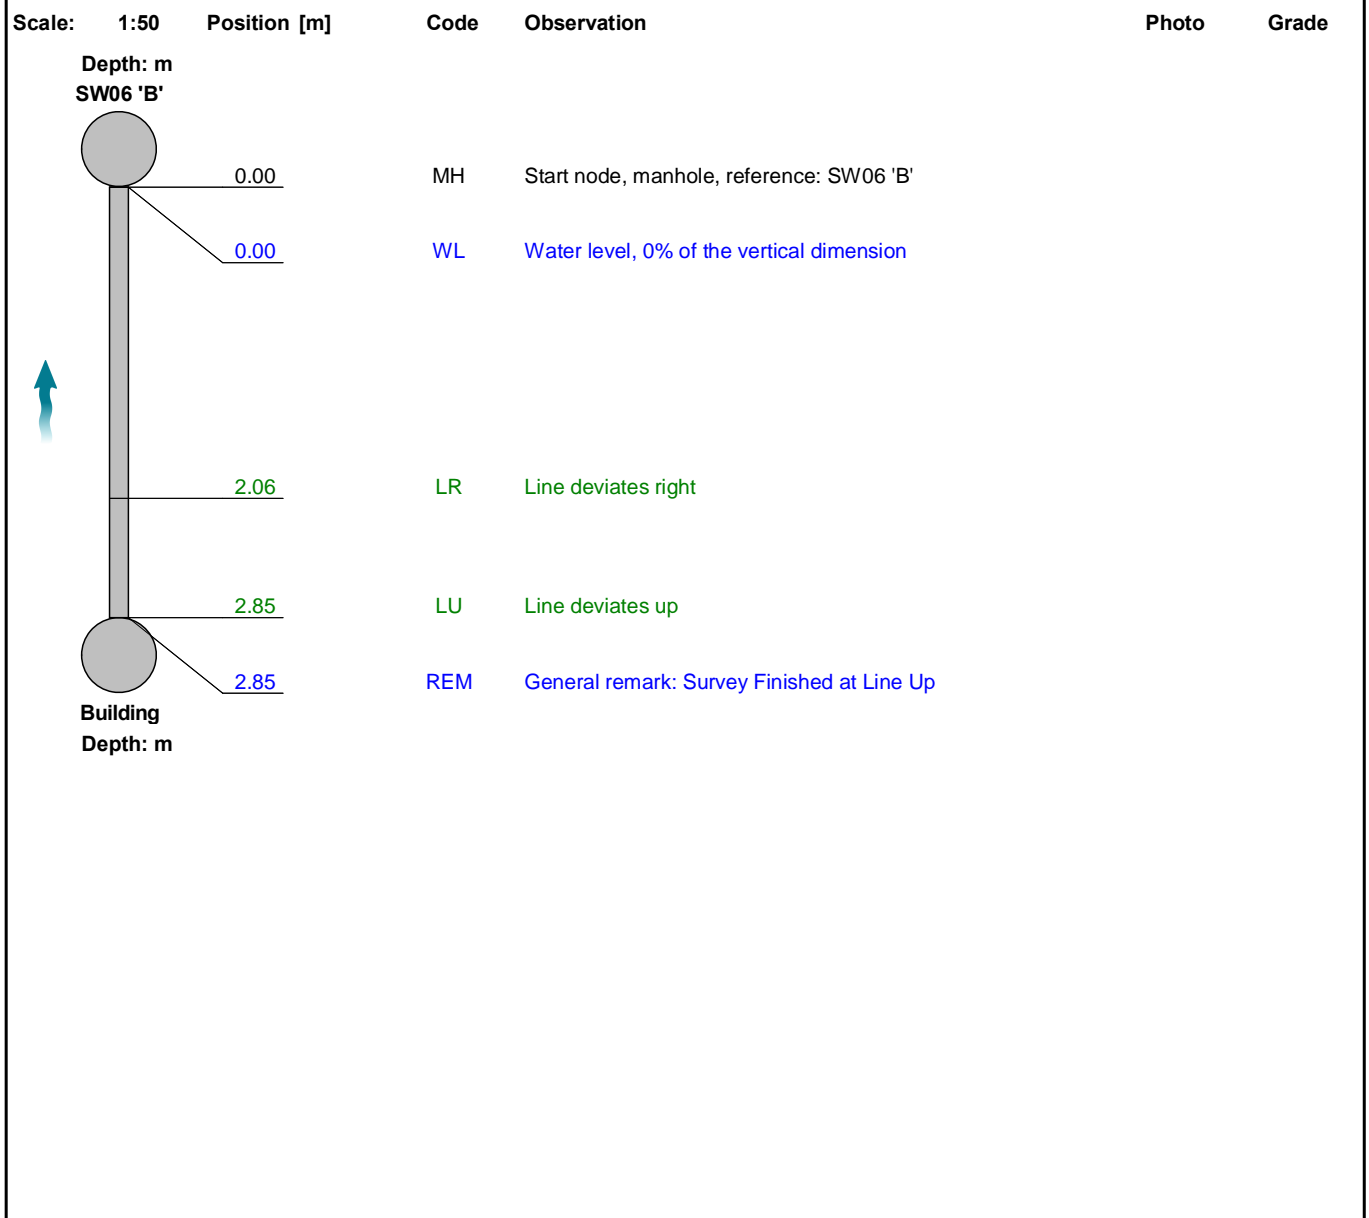 Scale: 1:50 Position [m] Code Observation Photo Grade
Depth: m
SW06 'B'
0.00 MH Start node, manhole, reference: SW06 'B'
0.00 WL Water level, 0% of the vertical dimension
2.06 LR Line deviates right
2.85 LU Line deviates up
2.85 REM General remark: Survey Finished at Line Up
Building
Depth: m